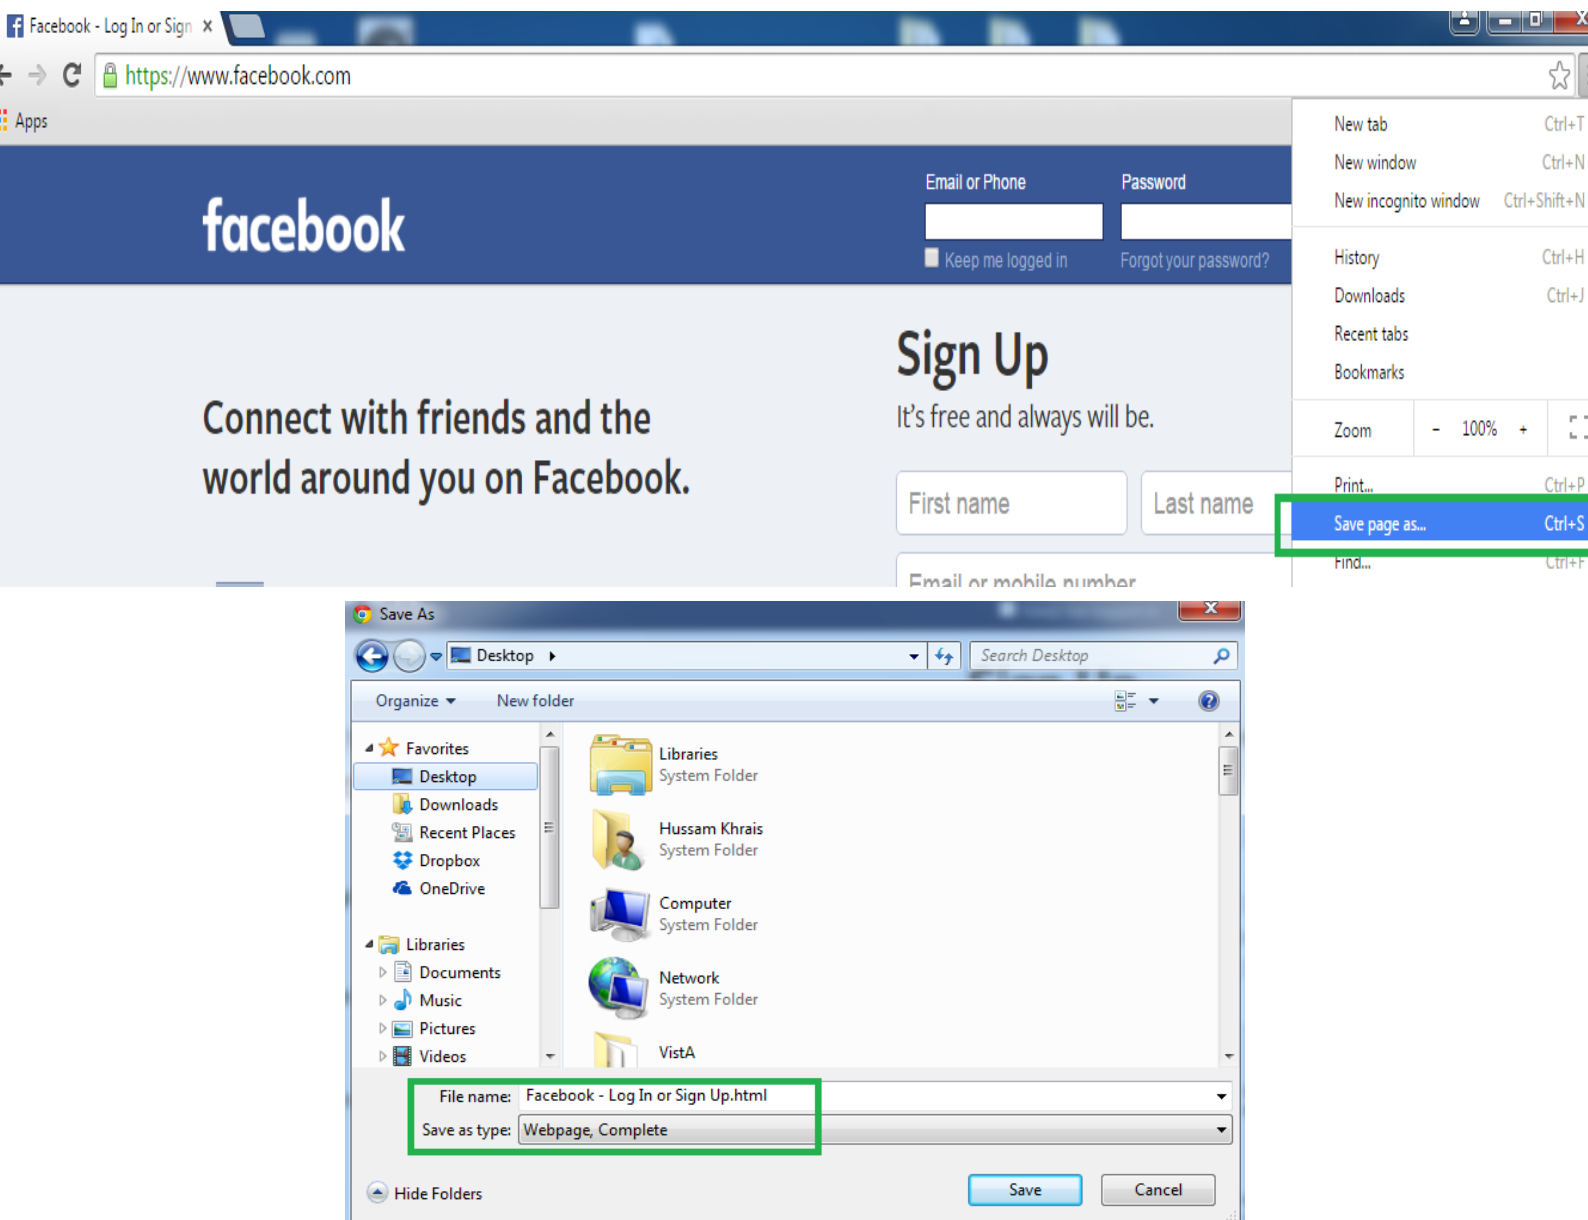 Facebook - Log In or Sign
https://www.facebook.com
Apps
facebook
Email or Phone
Password
Keep me logged in
Forgot your password?
Connect with friends and the
world around you on Facebook.
Sign Up
It's free and always will be.
First name
Last name
Email or mobile number
New tab Ctrl+T
New window Ctrl+N
New incognito window Ctrl+Shift+N
History Ctrl+H
Downloads Ctrl+J
Recent tabs
Bookmarks
Zoom - 100% +
Print... Ctrl+P
Save page as... Ctrl+S
Find... Ctrl+F
Save As
Desktop
Search Desktop
Organize
New folder
Favorites
Desktop
Downloads
Recent Places
Dropbox
OneDrive
Libraries
Documents
Music
Pictures
Videos
Libraries
System Folder
Hussam Khrais
System Folder
Computer
System Folder
Network
System Folder
VistA
File name: Facebook - Log In or Sign Up.html
Save as type: Webpage, Complete
Hide Folders
Save
Cancel